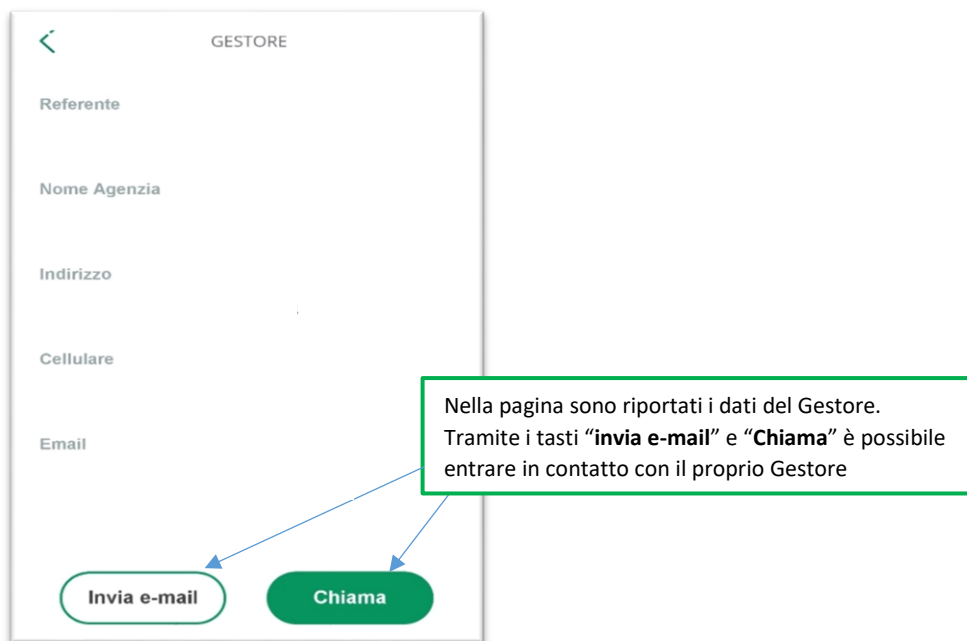 GESTORE
Referente
Nome Agenzia
Indirizzo
Cellulare
Email
Nella pagina sono riportati i dati del Gestore.
Tramite i tasti “invia e-mail” e “Chiama” è possibile
entrare in contatto con il proprio Gestore
Invia e-mail
Chiama